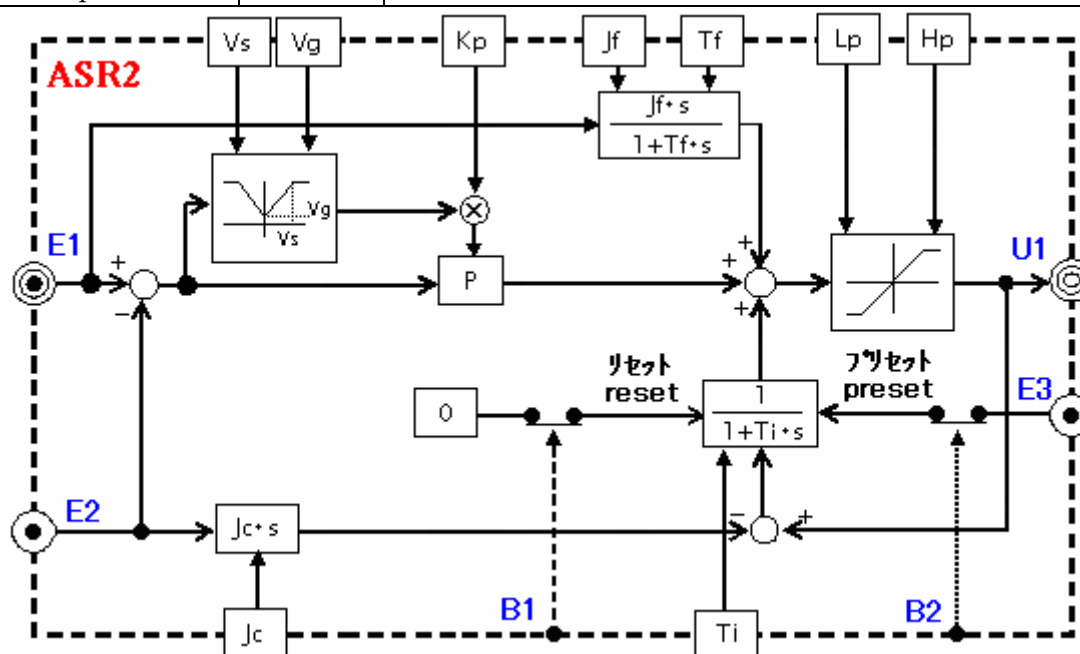 Vs Vg Kp Jf Tf Lp Hp
ASR2
Jf・s
1+Tf・s
Vg
Vs
×
E1
+
−
P
+
+
+
U1
リセット
reset
プリセット
preset
0
1
1+Ti・s
E3
E2
Jc・s
−
+
B1
B2
Jc
Ti